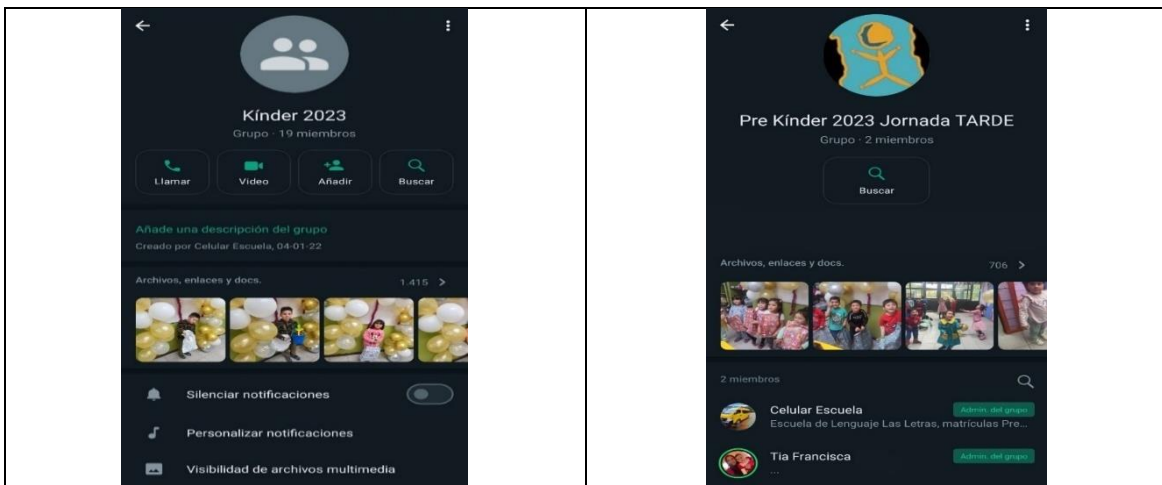 Kínder 2023
Grupo · 19 miembros
Llamar Video Añadir Buscar
Añade una descripción del grupo
Creado por Celular Escuela, 04-01-22
Archivos, enlaces y docs. 1.415 >
Silenciar notificaciones
Personalizar notificaciones
Visibilidad de archivos multimedia
Pre Kínder 2023 Jornada TARDE
Grupo · 2 miembros
Buscar
Archivos, enlaces y docs. 706 >
2 miembros
Celular Escuela Admin. del grupo
Escuela de Lenguaje Las Letras, matrículas Pre...
Tia Francisca Admin. del grupo
...